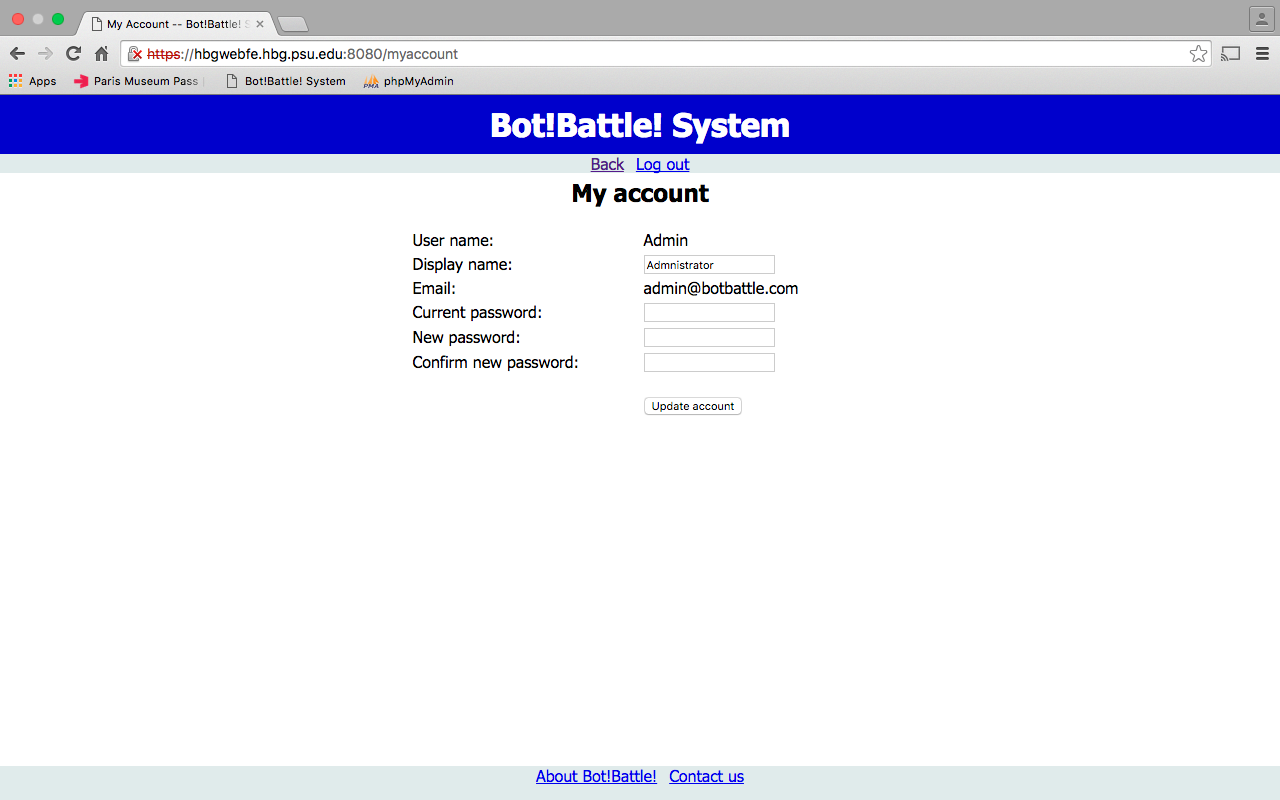 My Account -- Bot!Battle! S
https://hbgwebfe.hbg.psu.edu:8080/myaccount
Apps Paris Museum Pass Bot!Battle! System PMA phpMyAdmin
Bot!Battle! System
Back Log out
My account
User name: Admin
Display name: Admnistrator
Email: admin@botbattle.com
Current password:
New password:
Confirm new password:
Update account
About Bot!Battle! Contact us